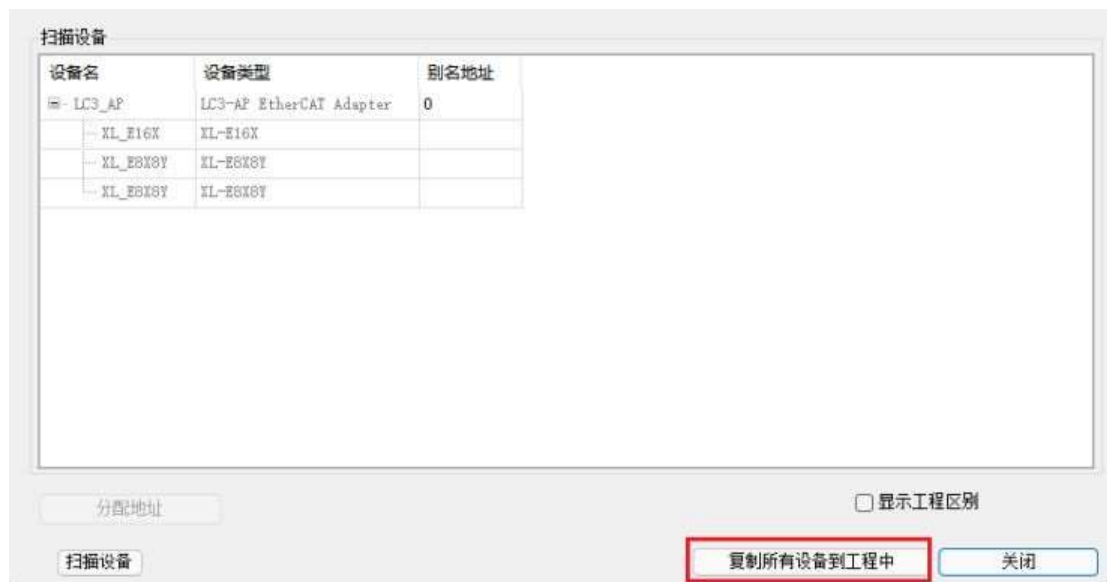 扫描设备
设备名 设备类型 别名地址
LC3_AP LC3-AP EtherCAT Adapter 0
XL_E16X XL-E16X
XL_E8X8Y XL-E8X8Y
XL_E8X8Y XL-E8X8Y
分配地址 显示工程区别
扫描设备 复制所有设备到工程中 关闭